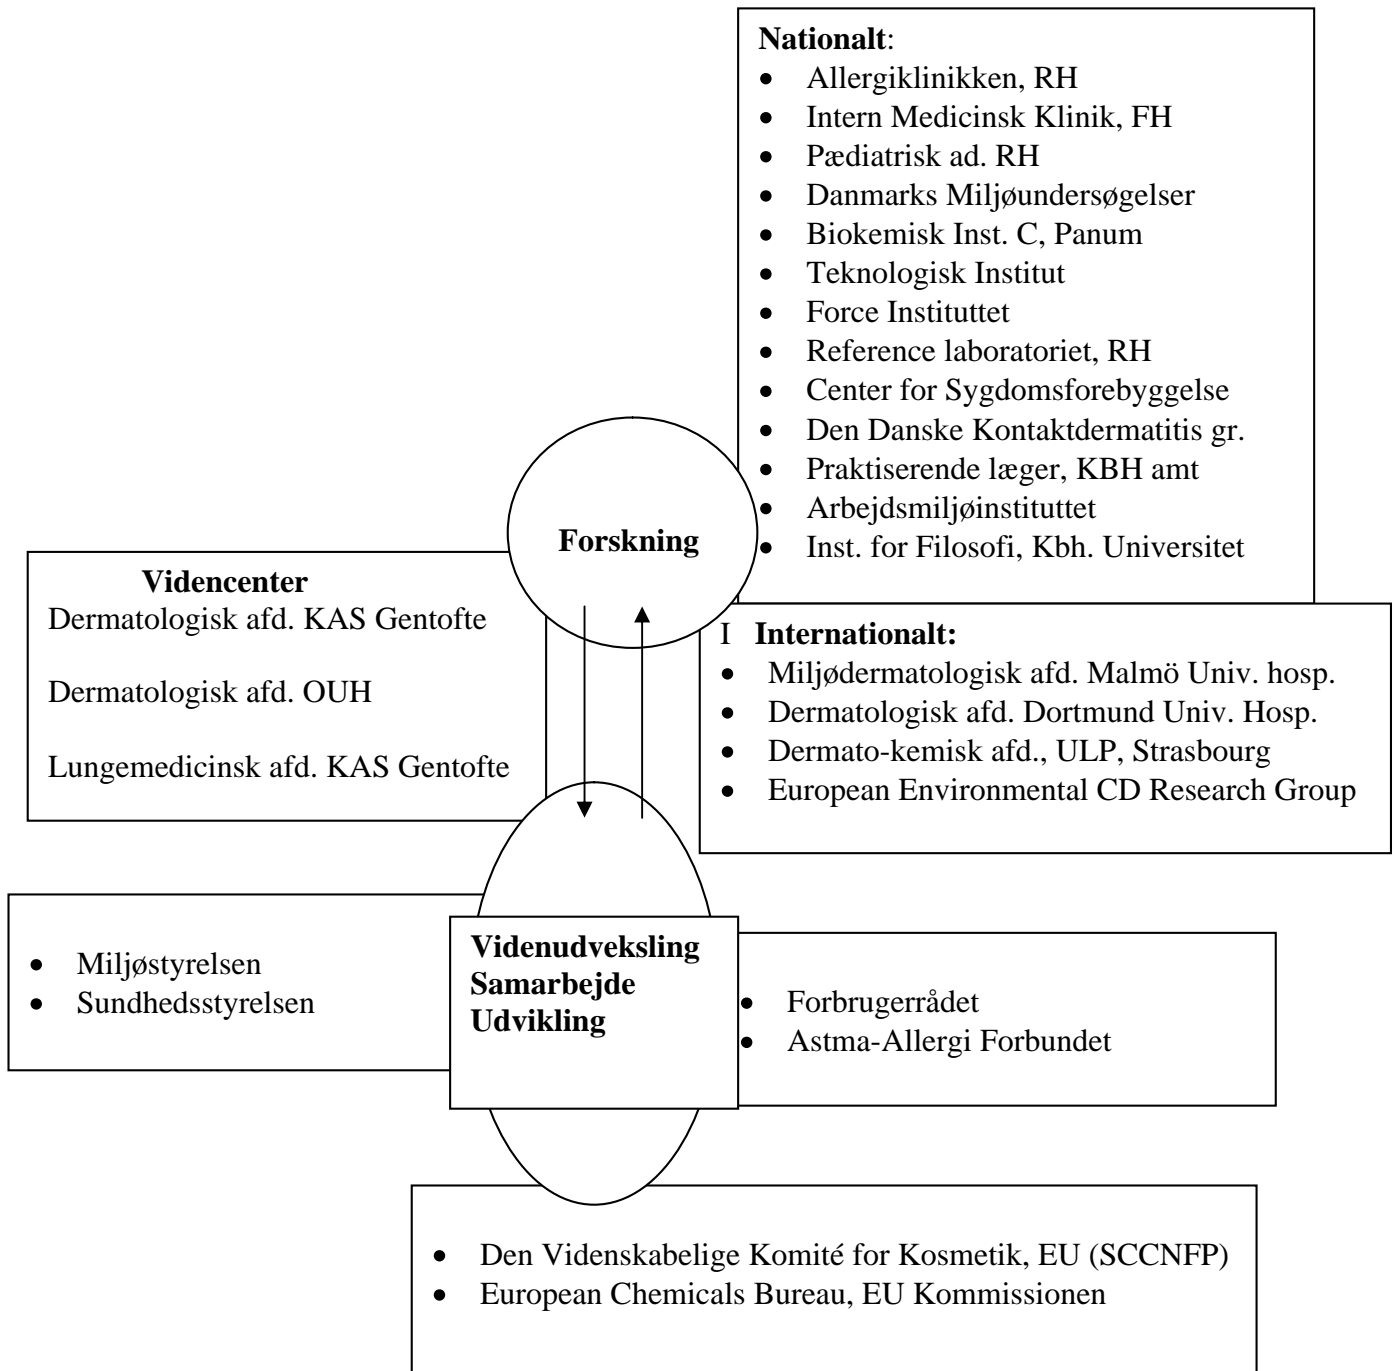 Nationalt:
• Allergiklinikken, RH
• Intern Medicinsk Klinik, FH
• Pædiatrisk ad. RH
• Danmarks Miljøundersøgelser
• Biokemisk Inst. C, Panum
• Teknologisk Institut
• Force Instituttet
• Reference laboratoriet, RH
• Center for Sygdomsforebyggelse
• Den Danske Kontaktdermatitis gr.
• Praktiserende læger, KBH amt
• Arbejdsmiljøinstituttet
• Inst. for Filosofi, Kbh. Universitet
Forskning
Videncenter
Dermatologisk afd. KAS Gentofte
Dermatologisk afd. OUH
Lungemedicinsk afd. KAS Gentofte
I Internationalt:
• Miljødermatologisk afd. Malmö Univ. hosp.
• Dermatologisk afd. Dortmund Univ. Hosp.
• Dermato-kemisk afd., ULP, Strasbourg
• European Environmental CD Research Group
• Miljøstyrelsen
• Sundhedsstyrelsen
Videnudveksling
Samarbejde
Udvikling
• Forbrugerrådet
• Astma-Allergi Forbundet
• Den Videnskabelige Komité for Kosmetik, EU (SCCNFP)
• European Chemicals Bureau, EU Kommissionen